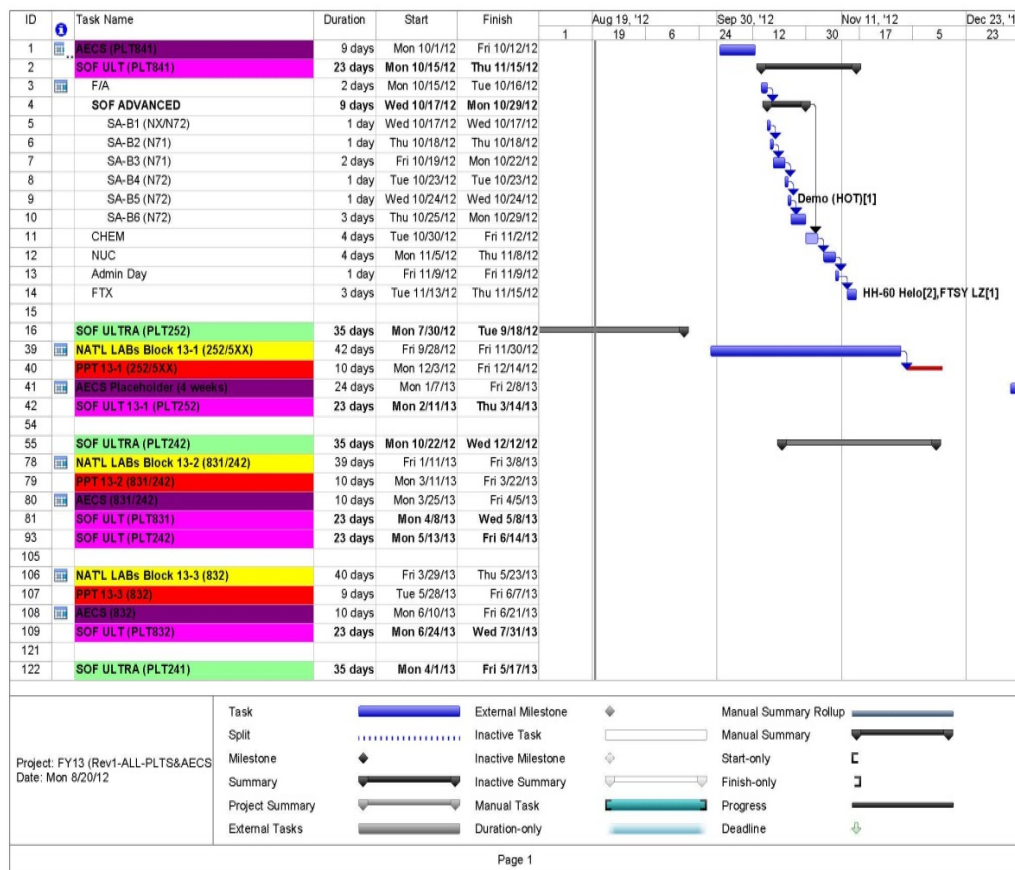 ID Task Name Duration Start Finish Aug 19, '12 Sep 30, '12 Nov 11, '12 Dec 23, '1
1 19 6 24 12 30 17 5 23
1 AECS (PLT841) 9 days Mon 10/1/12 Fri 10/12/12
2 SOF ULT (PLT841) 23 days Mon 10/15/12 Thu 11/15/12
3 F/A 2 days Mon 10/15/12 Tue 10/16/12
4 SOF ADVANCED 9 days Wed 10/17/12 Mon 10/29/12
5 SA-B1 (NX/N72) 1 day Wed 10/17/12 Wed 10/17/12
6 SA-B2 (N71) 1 day Thu 10/18/12 Thu 10/18/12
7 SA-B3 (N71) 2 days Fri 10/19/12 Mon 10/22/12
8 SA-B4 (N72) 1 day Tue 10/23/12 Tue 10/23/12
9 SA-B5 (N72) 1 day Wed 10/24/12 Wed 10/24/12 Demo (HOT)[1]
10 SA-B6 (N72) 3 days Thu 10/25/12 Mon 10/29/12
11 CHEM 4 days Tue 10/30/12 Fri 11/2/12
12 NUC 4 days Mon 11/5/12 Thu 11/8/12
13 Admin Day 1 day Fri 11/9/12 Fri 11/9/12
14 FTX 3 days Tue 11/13/12 Thu 11/15/12 HH-60 Helo[2],FTSY LZ[1]
15
16 SOF ULTRA (PLT252) 35 days Mon 7/30/12 Tue 9/18/12
39 NAT'L LABs Block 13-1 (252/5XX) 42 days Fri 9/28/12 Fri 11/30/12
40 PPT 13-1 (252/5XX) 10 days Mon 12/3/12 Fri 12/14/12
41 AECS Placeholder (4 weeks) 24 days Mon 1/7/13 Fri 2/8/13
42 SOF ULT 13-1 (PLT252) 23 days Mon 2/11/13 Thu 3/14/13
54
55 SOF ULTRA (PLT242) 35 days Mon 10/22/12 Wed 12/12/12
78 NAT'L LABs Block 13-2 (831/242) 39 days Fri 1/11/13 Fri 3/8/13
79 PPT 13-2 (831/242) 10 days Mon 3/11/13 Fri 3/22/13
80 AECS (831/242) 10 days Mon 3/25/13 Fri 4/5/13
81 SOF ULT (PLT831) 23 days Mon 4/8/13 Wed 5/8/13
93 SOF ULT (PLT242) 23 days Mon 5/13/13 Fri 6/14/13
105
106 NAT'L LABs Block 13-3 (832) 40 days Fri 3/29/13 Thu 5/23/13
107 PPT 13-3 (832) 9 days Tue 5/28/13 Fri 6/7/13
108 AECS (832) 10 days Mon 6/10/13 Fri 6/21/13
109 SOF ULT (PLT832) 23 days Mon 6/24/13 Wed 7/31/13
121
122 SOF ULTRA (PLT241) 35 days Mon 4/1/13 Fri 5/17/13
Project: FY13 (Rev1-ALL-PLTS&AECS
Date: Mon 8/20/12
Task External Milestone Manual Summary Rollup
Split Inactive Task Manual Summary
Milestone Inactive Milestone Start-only
Summary Inactive Summary Finish-only
Project Summary Manual Task Progress
External Tasks Duration-only Deadline
Page 1